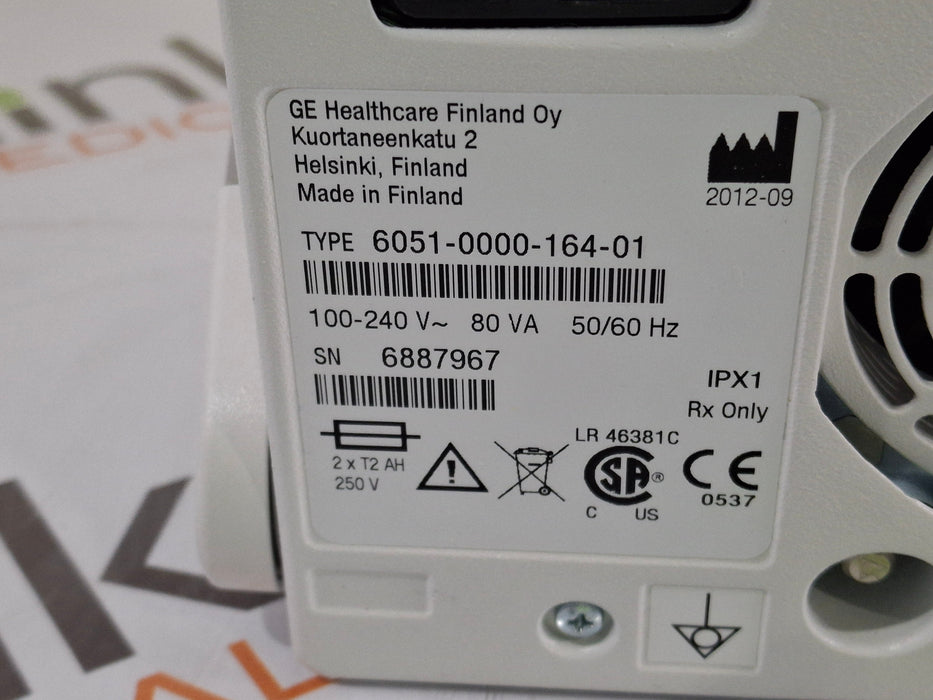 GE Healthcare Finland Oy
Kuortaneenkatu 2
Helsinki, Finland
Made in Finland
2012-09
TYPE 6051-0000-164-01
100-240 V~ 80 VA 50/60 Hz
SN 6887967
IPX1
Rx Only
2 x T2 AH
250 V
LR 46381C
SA ®
C US
CE
0537